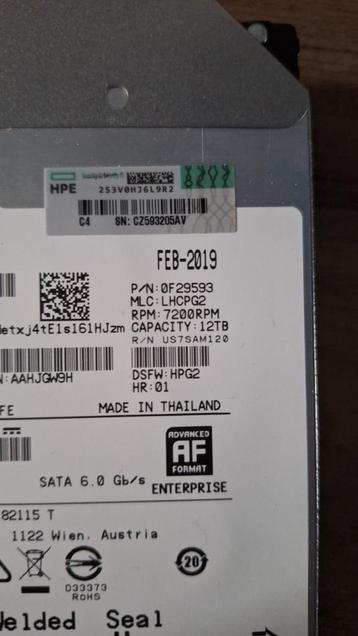 HPE
2S3V0HJ6L9R2
C4 SN: CZ593205AV
FEB-2019
P/N:0F29593
MLC:LHCPG2
RPM:7200RPM
CAPACITY:12TB
R/N US7SAM120
DSFW:HPG2
HR:01
MADE IN THAILAND
ADVANCED
AF
FORMAT
SATA 6.0 Gb/s
ENTERPRISE
82115 T
1122 Wien. Austria
20
D33373
RoHS
Welded Seal